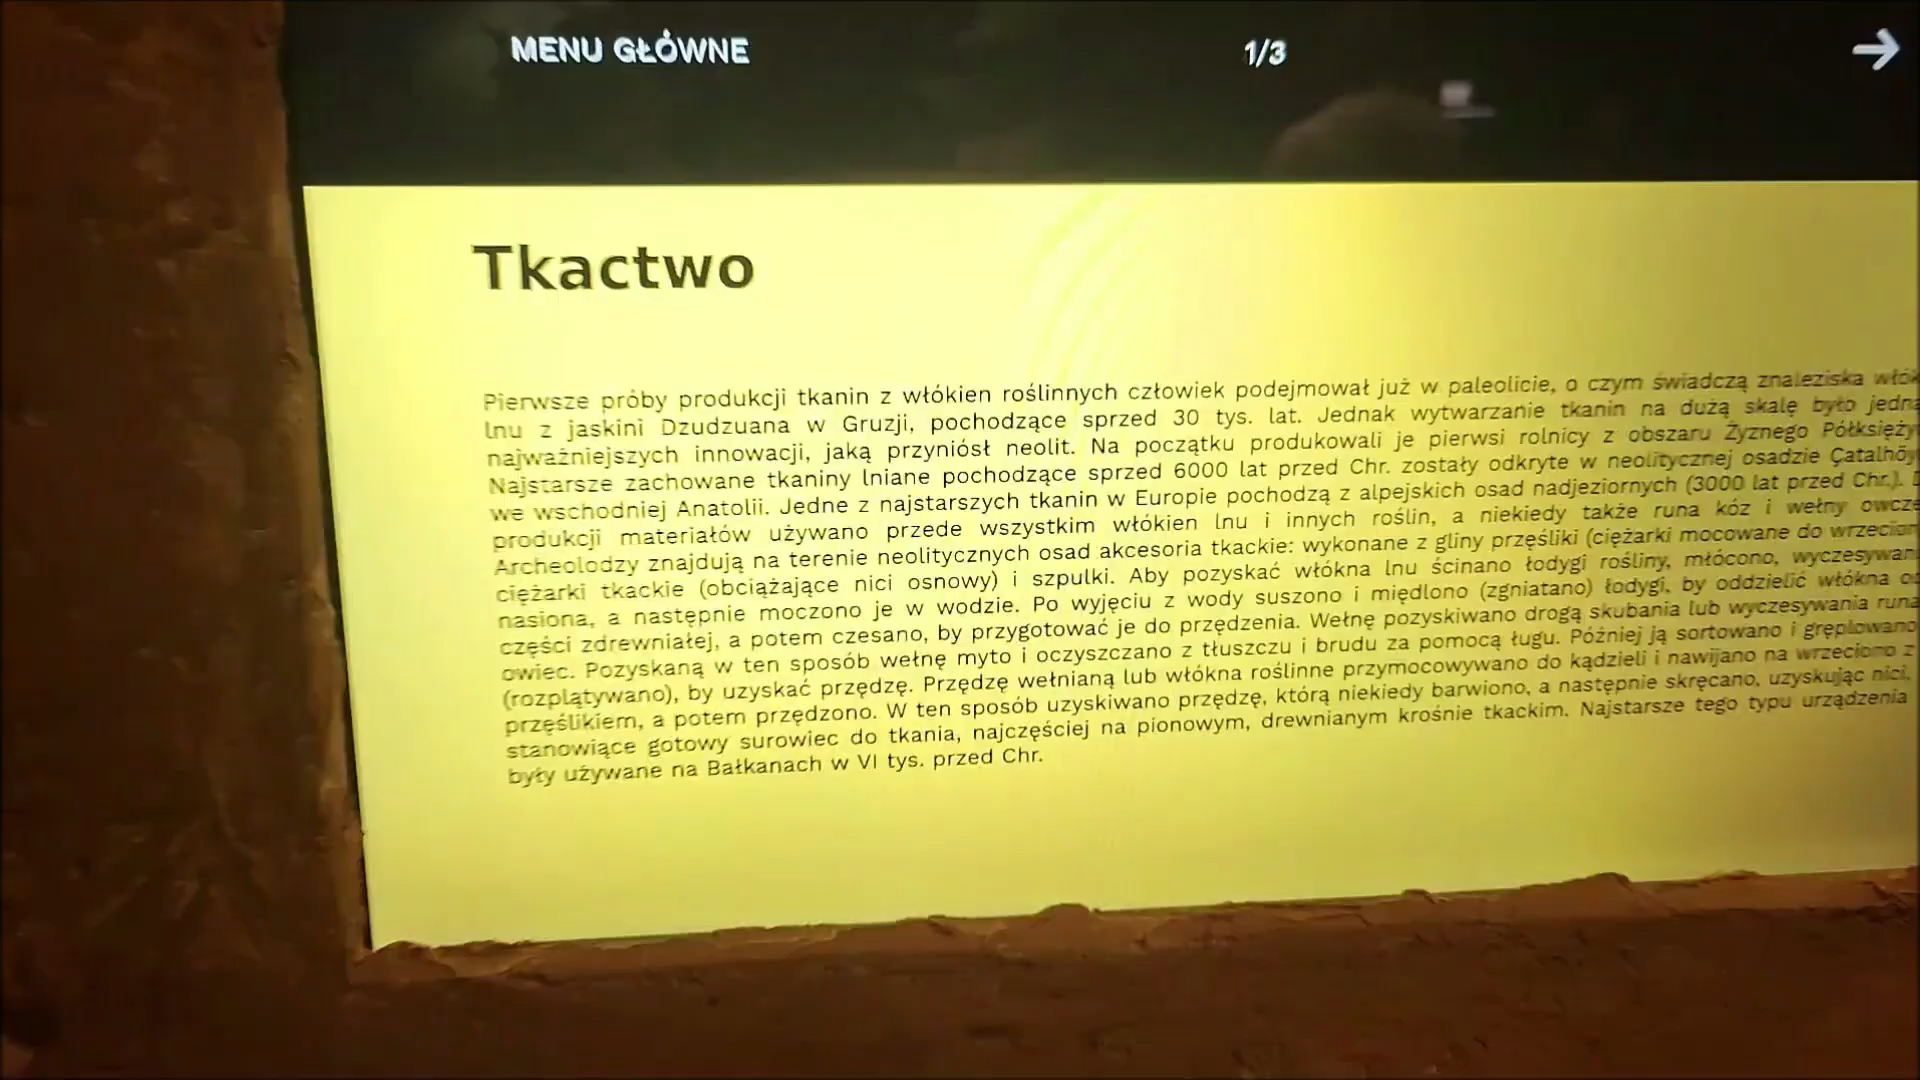 MENU GŁÓWNE
1/3
Tkactwo
Pierwsze próby produkcji tkanin z włókien roślinnych człowiek podejmował już w paleolicie, o czym świadczą znaleziska
lnu z jaskini Dzudzuana w Gruzji, pochodzące sprzed 30 tys. lat. Jednak wytwarzanie tkanin na dużą skalę było
najważniejszych innowacji, jaką przyniósł neolit. Na początku produkowali je pierwsi rolnicy z obszaru Żyznego
Najstarsze zachowane tkaniny lniane pochodzące sprzed 6000 lat przed Chr. zostały odkryte w neolitycznej osadzie
we wschodniej Anatolii. Jedne z najstarszych tkanin w Europie pochodzą z alpejskich osad nadjeziornych (3000 lat przed Chr.).
produkcji materiałów używano przede wszystkim włókien lnu i innych roślin, a niekiedy także runa kóz i wełny
Archeolodzy znajdują na terenie neolitycznych osad akcesoria tkackie: wykonane z gliny przęśliki (ciężarki mocowane do
ciężarki tkackie (obciążające nici osnowy) i szpulki. Aby pozyskać włókna lnu ścinano łodygi rośliny, młócono,
nasiona, a następnie moczono je w wodzie. Po wyjęciu z wody suszono i międlono (zgniatano) łodygi, by oddzielić włókna
części zdrewniałej, a potem czesano, by przygotować je do przędzenia. Wełnę pozyskiwano drogą skubania lub wyczesywania runa
owiec. Pozyskaną w ten sposób wełnę myto i oczyszczano z tłuszczu i brudu za pomocą ługu. Później ją sortowano i gręplowano
(rozplątywano), by uzyskać przędzę. Przędzę wełnianą lub włókna roślinne przymocowywano do kądzieli i nawijano na wrzeciono z
przęślikiem, a potem przędzono. W ten sposób uzyskiwano przędzę, którą niekiedy barwiono, a następnie skręcano, uzyskując nici,
stanowiące gotowy surowiec do tkania, najczęściej na pionowym, drewnianym krośnie tkackim. Najstarsze tego typu urządzenia
były używane na Bałkanach w VI tys. przed Chr.